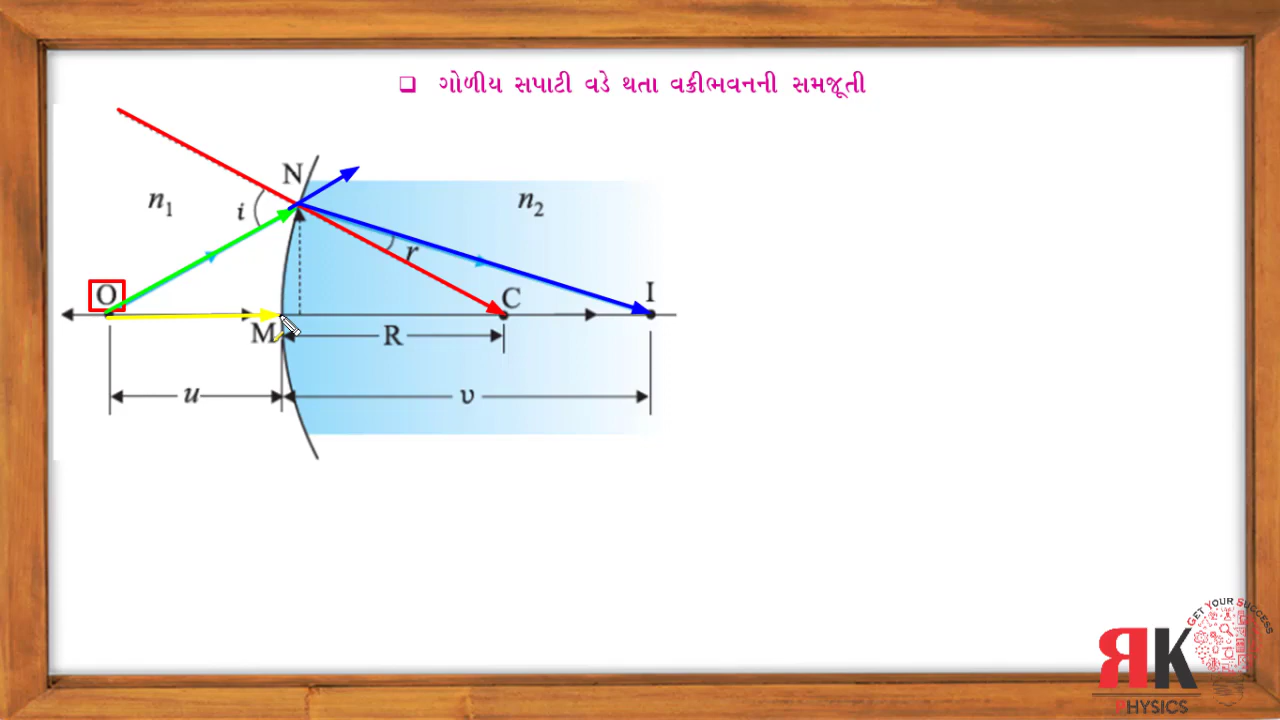 ❑ ગોળીય સપાટી વડે થતા વક્રીભવનની સમજૂતી
N
n₁
i
n₂
r
O
C
I
M
R
u
υ
GET YOUR SUCCESS
RK
PHYSICS